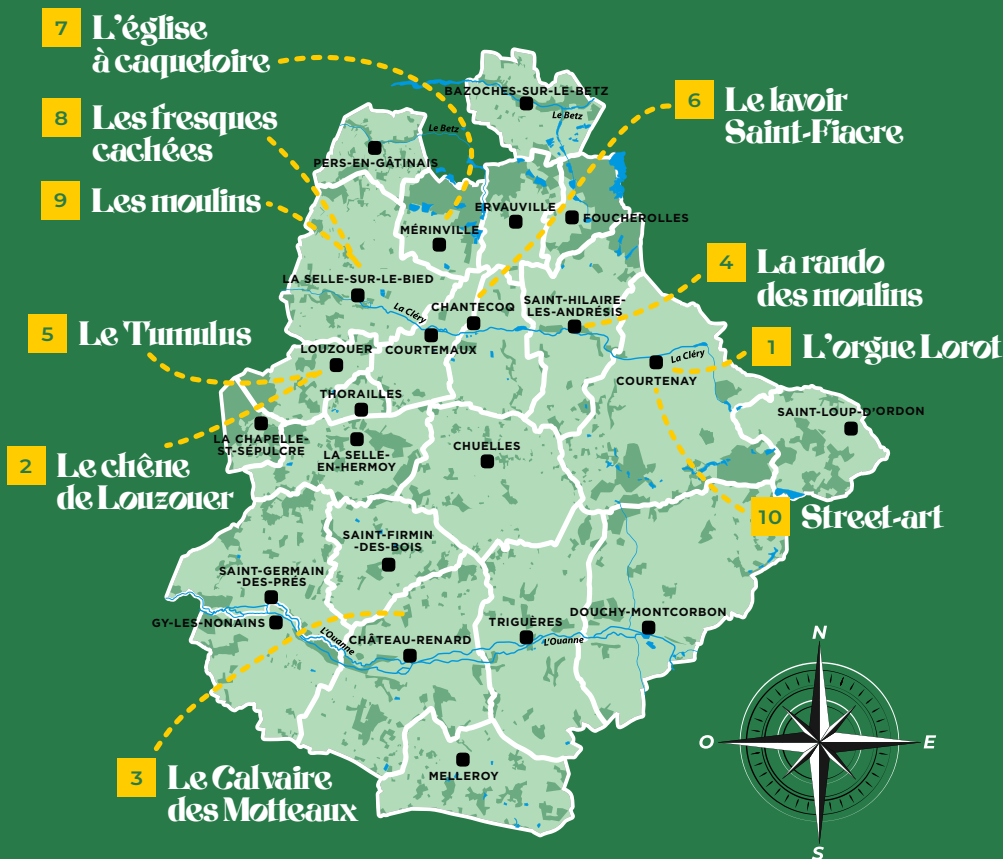 7 L'église
à caquetoire
8 Les fresques
cachées
9 Les moulins
5 Le Tumulus
2 Le chêne
de Louzouer
3 Le Calvaire
des Motteaux
6 Le lavoir
Saint-Fiacre
4 La rando
des moulins
1 L'orgue Lorot
10 Street-art
BAZOCHES-SUR-LE-BETZ
Le Betz
Le Betz
PERS-EN-GÂTINAIS
ERVAUVILLE
FOUCHEROLLES
MÉRINVILLE
LA SELLE-SUR-LE-BIED
La Cléry
CHANTECOQ
SAINT-HILAIRE-
LES-ANDRÉSIS
COURTEMAUX
LOUZOUER
La Cléry
COURTENAY
THORAILLES
SAINT-LOUP-D'ORDON
LA CHAPELLE-
ST-SÉPULCRE
LA SELLE-
EN-HERMOY
CHUELLES
SAINT-FIRMIN
-DES-BOIS
SAINT-GERMAIN
-DES-PRÉS
GY-LES-NONAINS
L'Ouanne
CHÂTEAU-RENARD
TRIGUÈRES
L'Ouanne
DOUCHY-MONTCORBON
MELLEROY
N
O
E
S